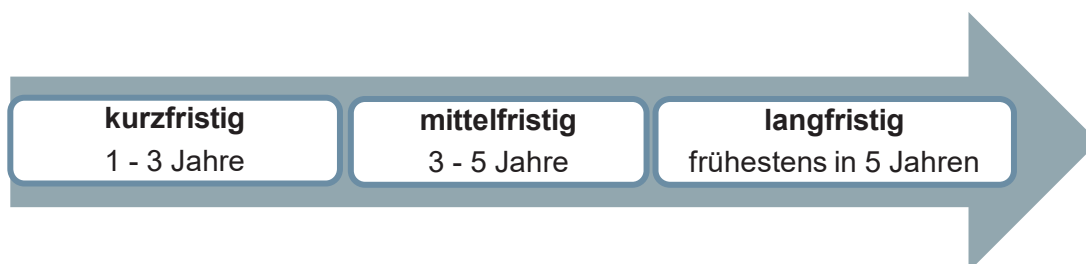 kurzfristig
1 - 3 Jahre
mittelfristig
3 - 5 Jahre
langfristig
frühestens in 5 Jahren